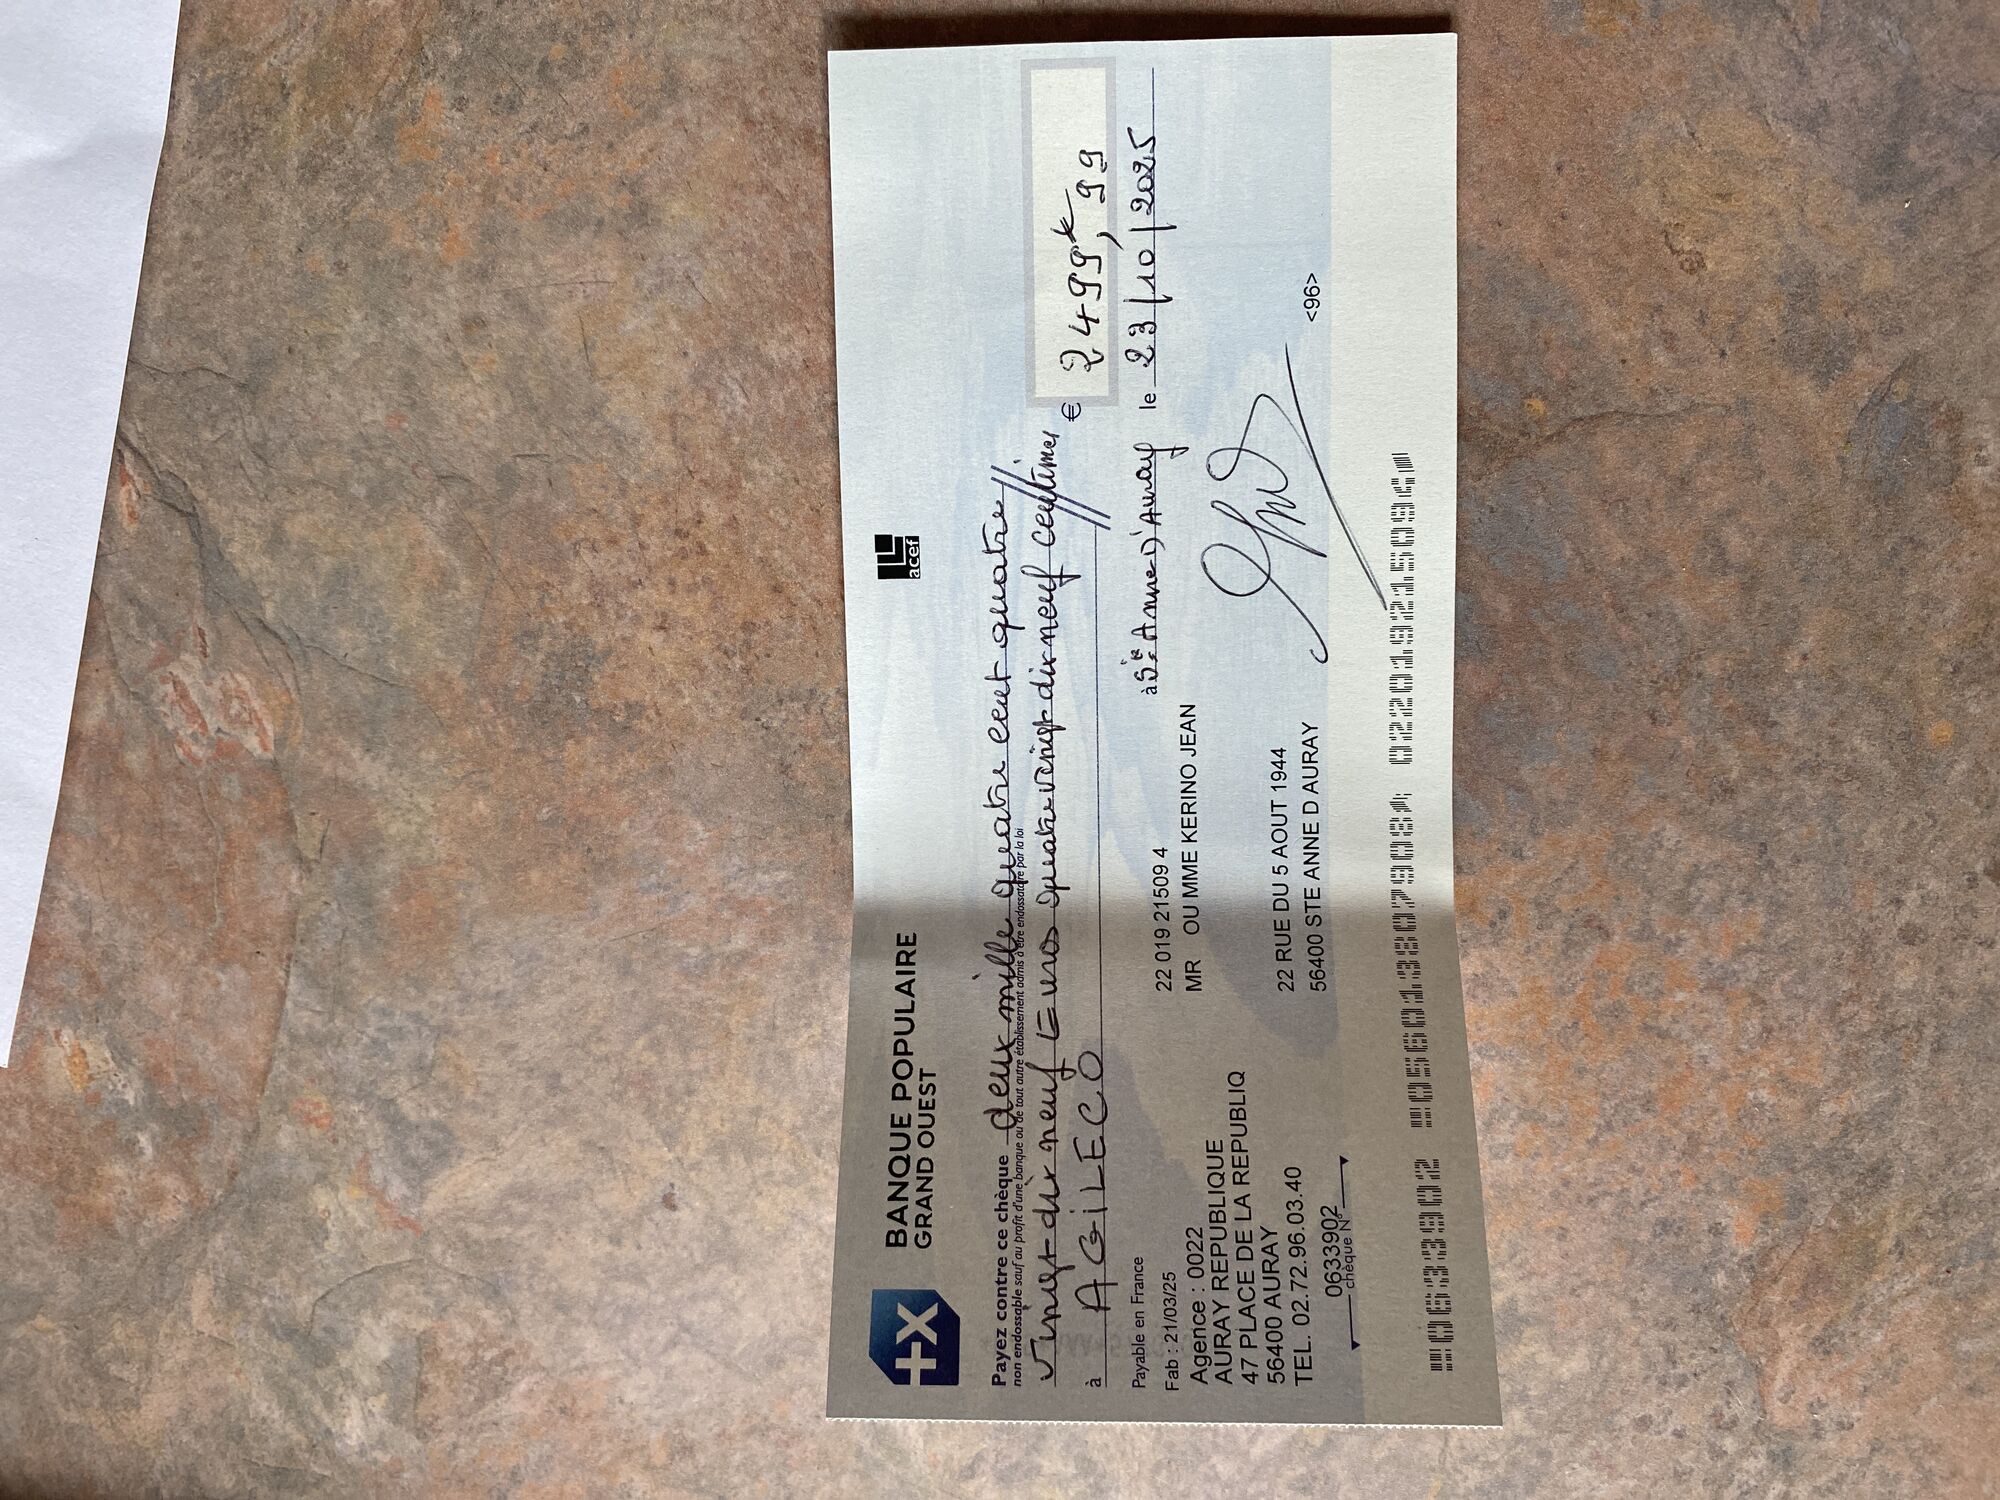 BANQUE POPULAIRE
GRAND OUEST
acef
Payez contre ce chèque deux mille quatre cent quatre
non endossable sauf au profit d'une banque ou de tout autre établissement admis à être endossataire par la loi
vingt-dix neuf Euros quatre vingt-dix neuf centimes
€ 2499,99
à AGiLECO
Payable en France
à Ste Anne D'Auray le 23/10/2025
Fab : 21/03/25
22 019 21509 4
Agence : 0022
MR OU MME KERINO JEAN
AURAY REPUBLIQUE
47 PLACE DE LA REPUBLIQ
56400 AURAY
22 RUE DU 5 AOUT 1944
TEL. 02.72.96.03.40
56400 STE ANNE D AURAY
<96>
0633902
chèque N°